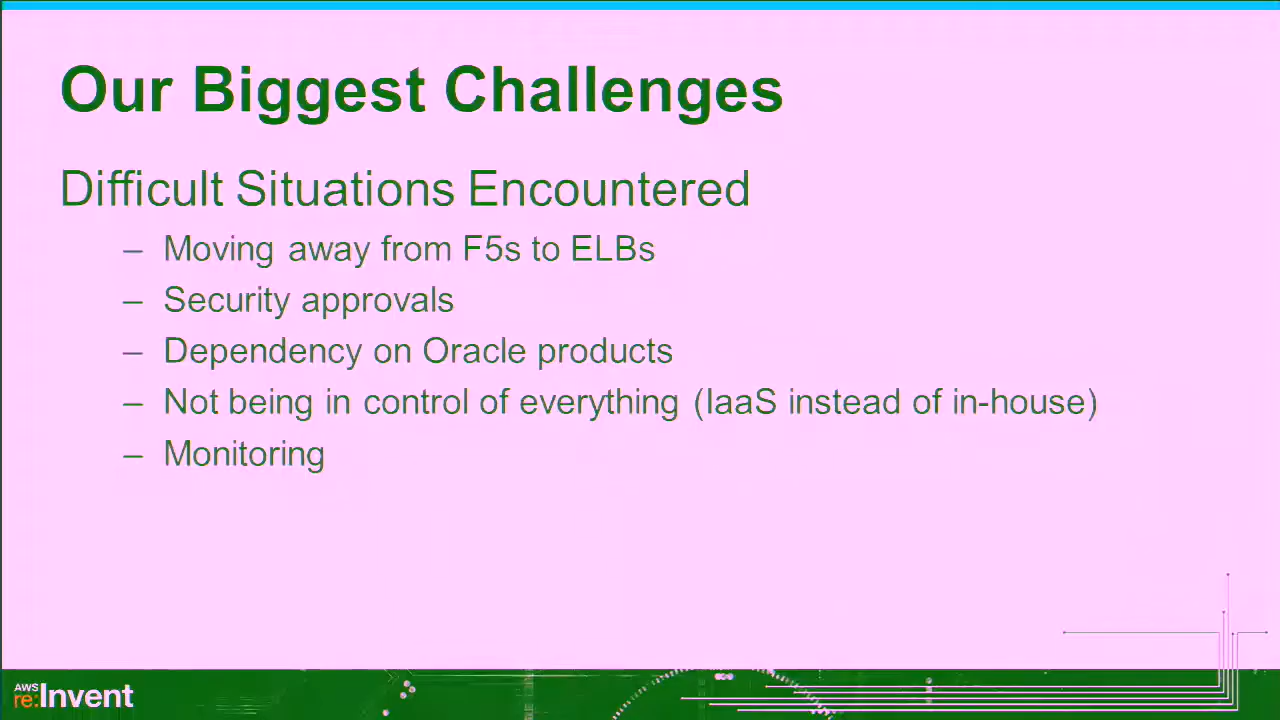 Our Biggest Challenges
Difficult Situations Encountered
– Moving away from F5s to ELBs
– Security approvals
– Dependency on Oracle products
– Not being in control of everything (IaaS instead of in-house)
– Monitoring
AWS
re:Invent